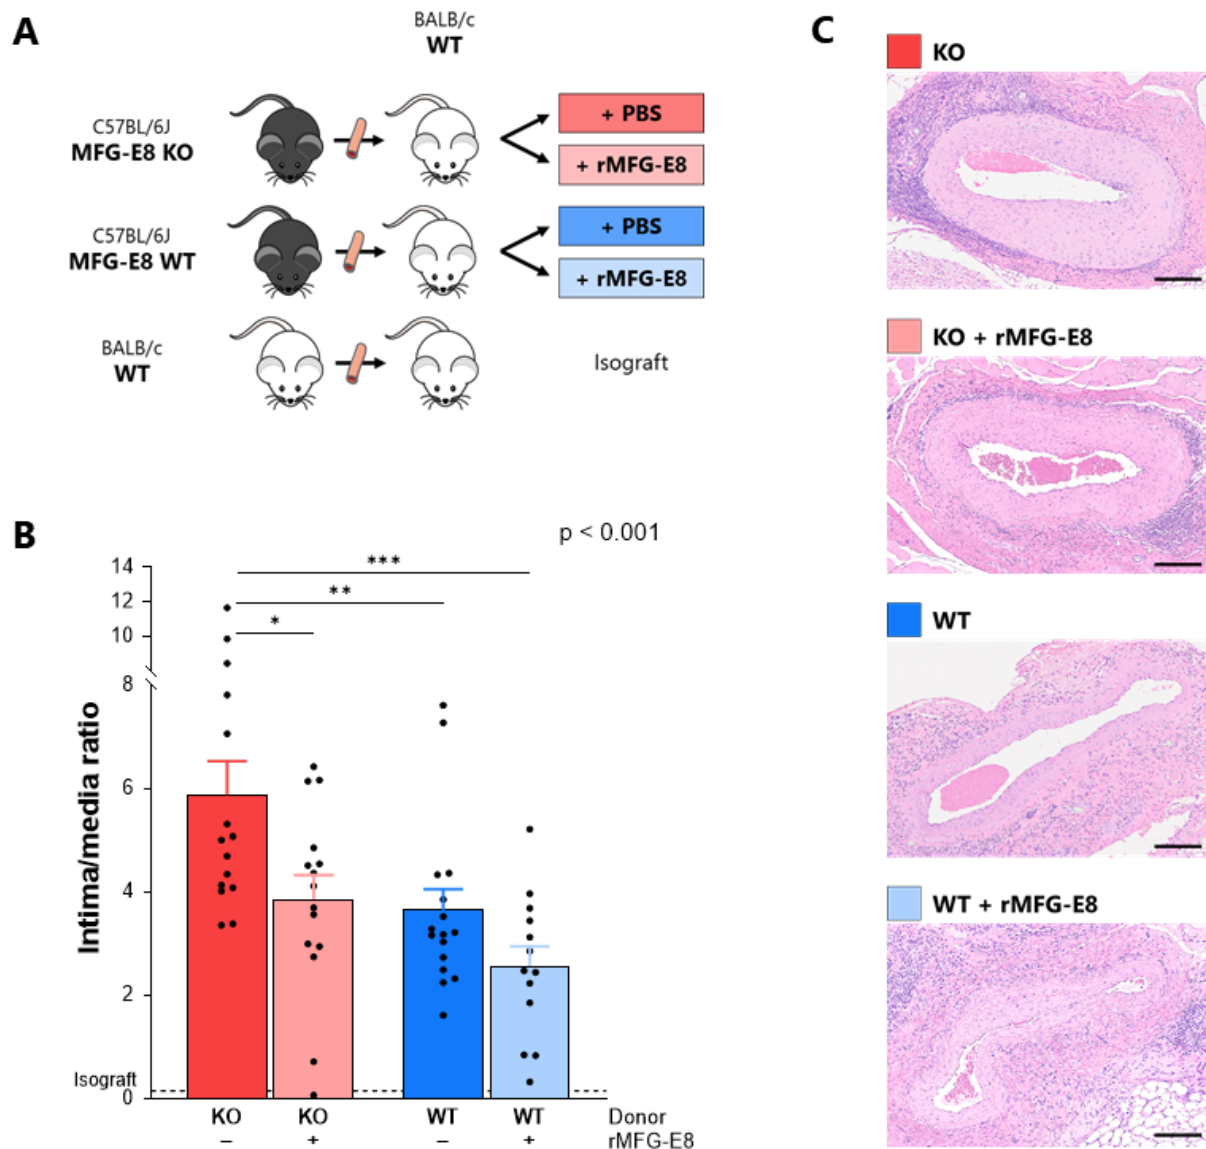 A
BALB/c
WT
C57BL/6J
MFG-E8 KO
+ PBS
+ rMFG-E8
C57BL/6J
MFG-E8 WT
+ PBS
+ rMFG-E8
BALB/c
WT
Isograft
B
p < 0.001
***
**
*
14
12
10
8
6
4
2
0
Intima/media ratio
Isograft
KO KO WT WT Donor
– + – + rMFG-E8
C
KO
KO + rMFG-E8
WT
WT + rMFG-E8